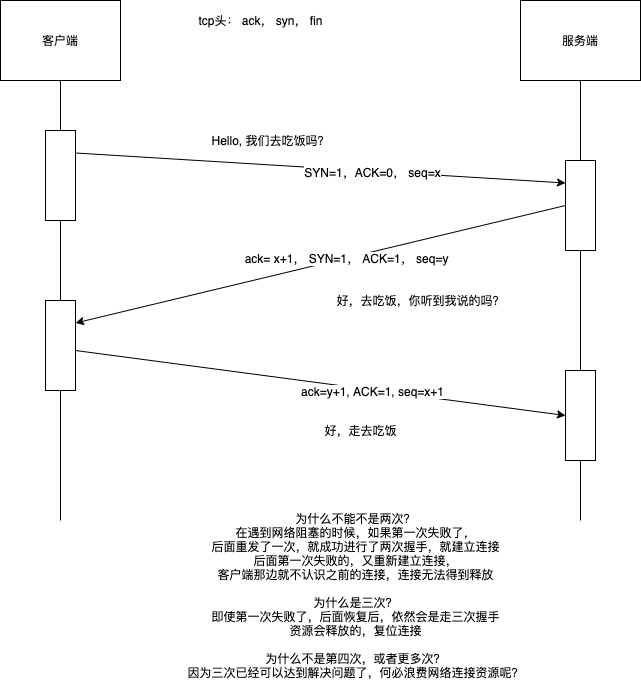 tcp头： ack， syn， fin
客户端
服务端
Hello, 我们去吃饭吗?
SYN=1， ACK=0， seq=x
ack= x+1， SYN=1， ACK=1， seq=y
好，去吃饭，你听到我说的吗?
ack=y+1, ACK=1, seq=x+1
好，走去吃饭
为什么不能不是两次?
在遇到网络阻塞的时候，如果第一次失败了，
后面重发了一次，就成功进行了两次握手，就建立连接
后面第一次失败的，又重新建立连接，
客户端那边就不认识之前的连接，连接无法得到释放
为什么是三次?
即使第一次失败了，后面恢复后，依然会是走三次握手
资源会释放的，复位连接
为什么不是第四次，或者更多次?
因为三次已经可以达到解决问题了，何必浪费网络连接资源呢?